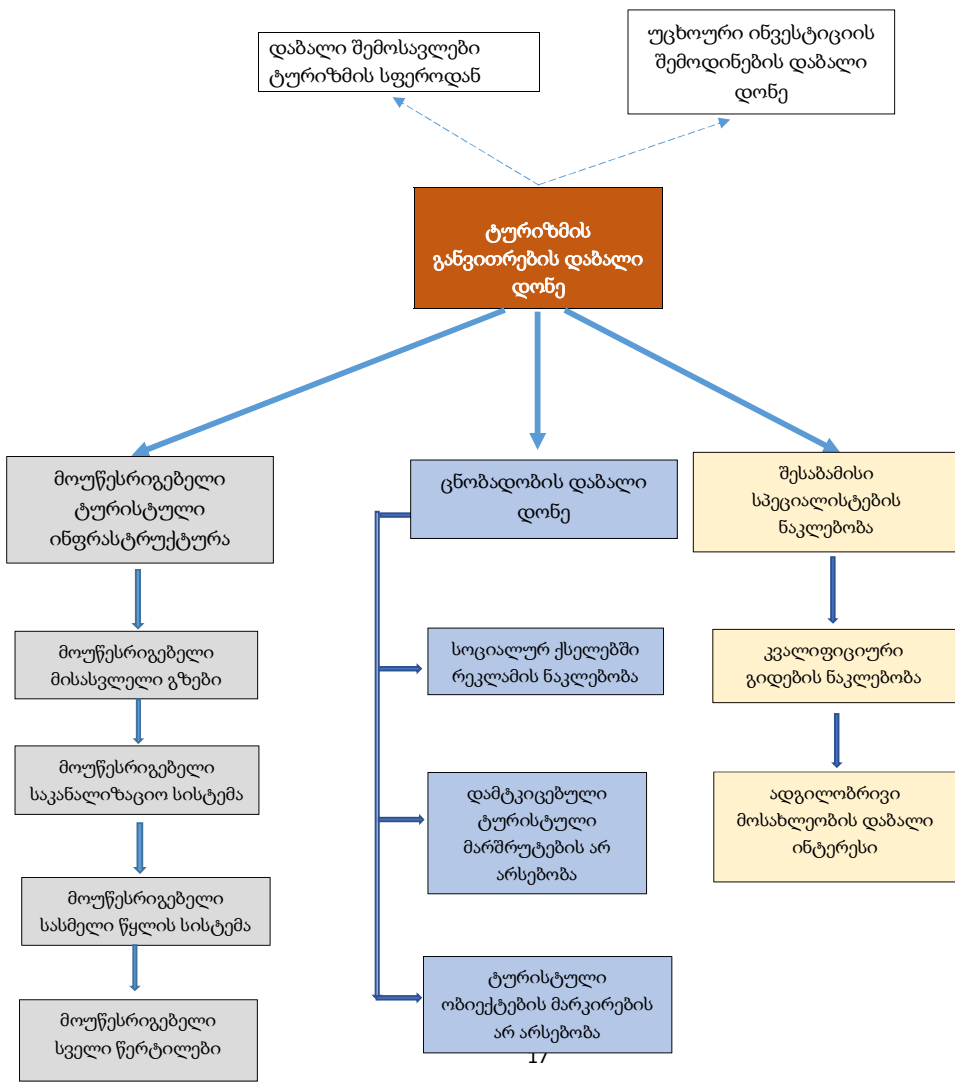 დაბალი შემოსავლები
ტურიზმის სფეროდან
უცხოური ინვესტიციის
შემოდინების დაბალი
დონე
ტურიზმის
განვითრების დაბალი
დონე
მოუწესრიგებელი
ტურისტული
ინფრასტრუქტურა
ცნობადობის დაბალი
დონე
შესაბამისი
სპეციალისტების
ნაკლებობა
მოუწესრიგებელი
მისასვლელი გზები
სოციალურ ქსელებში
რეკლამის ნაკლებობა
კვალიფიციური
გიდების ნაკლებობა
მოუწესრიგებელი
საკანალიზაციო სისტემა
დამტკიცებული
ტურისტული
მარშრუტების არ
არსებობა
ადგილობრივი
მოსახლეობის დაბალი
ინტერესი
მოუწესრიგებელი
სასმელი წყლის სისტემა
ტურისტული
ობიექტების მარკირების
არ არსებობა
მოუწესრიგებელი
სველი წერტილები
17